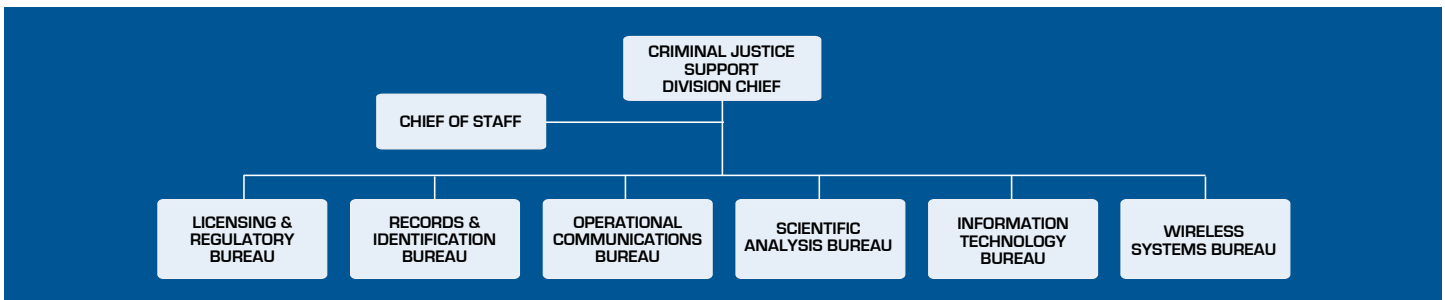 CRIMINAL JUSTICE
SUPPORT
DIVISION CHIEF
CHIEF OF STAFF
LICENSING &
REGULATORY
BUREAU
RECORDS &
IDENTIFICATION
BUREAU
OPERATIONAL
COMMUNICATIONS
BUREAU
SCIENTIFIC
ANALYSIS BUREAU
INFORMATION
TECHNOLOGY
BUREAU
WIRELESS
SYSTEMS BUREAU